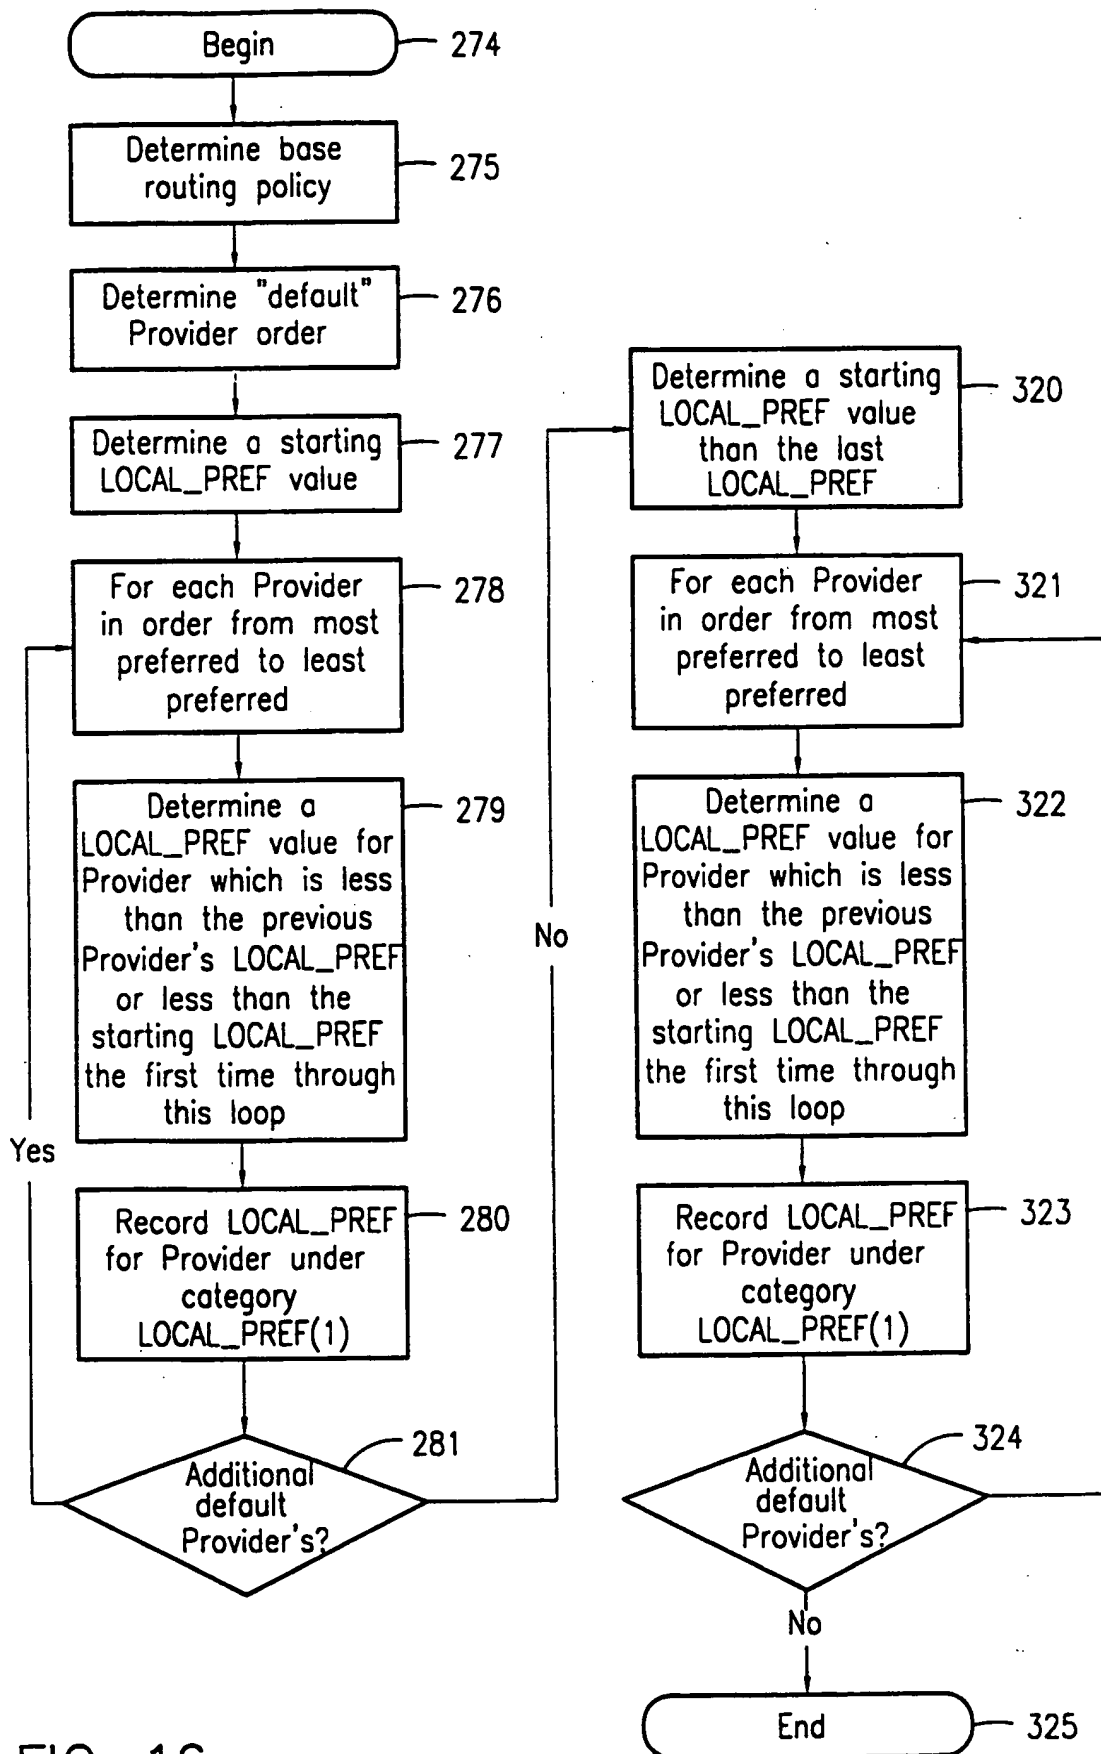 Begin
274
Determine base
routing policy
275
Determine "default"
Provider order
276
Determine a starting
LOCAL_PREF value
277
For each Provider
in order from most
preferred to least
preferred
278
Determine a
LOCAL_PREF value for
Provider which is less
than the previous
Provider's LOCAL_PREF
or less than the
starting LOCAL_PREF
the first time through
this loop
279
Yes
Record LOCAL_PREF
for Provider under
category
LOCAL_PREF(1)
280
Additional
default
Provider's?
281
No
Determine a starting
LOCAL_PREF value
than the last
LOCAL_PREF
320
For each Provider
in order from most
preferred to least
preferred
321
Determine a
LOCAL_PREF value for
Provider which is less
than the previous
Provider's LOCAL_PREF
or less than the
starting LOCAL_PREF
the first time through
this loop
322
Record LOCAL_PREF
for Provider under
category
LOCAL_PREF(1)
323
Additional
default
Provider's?
324
No
End
325